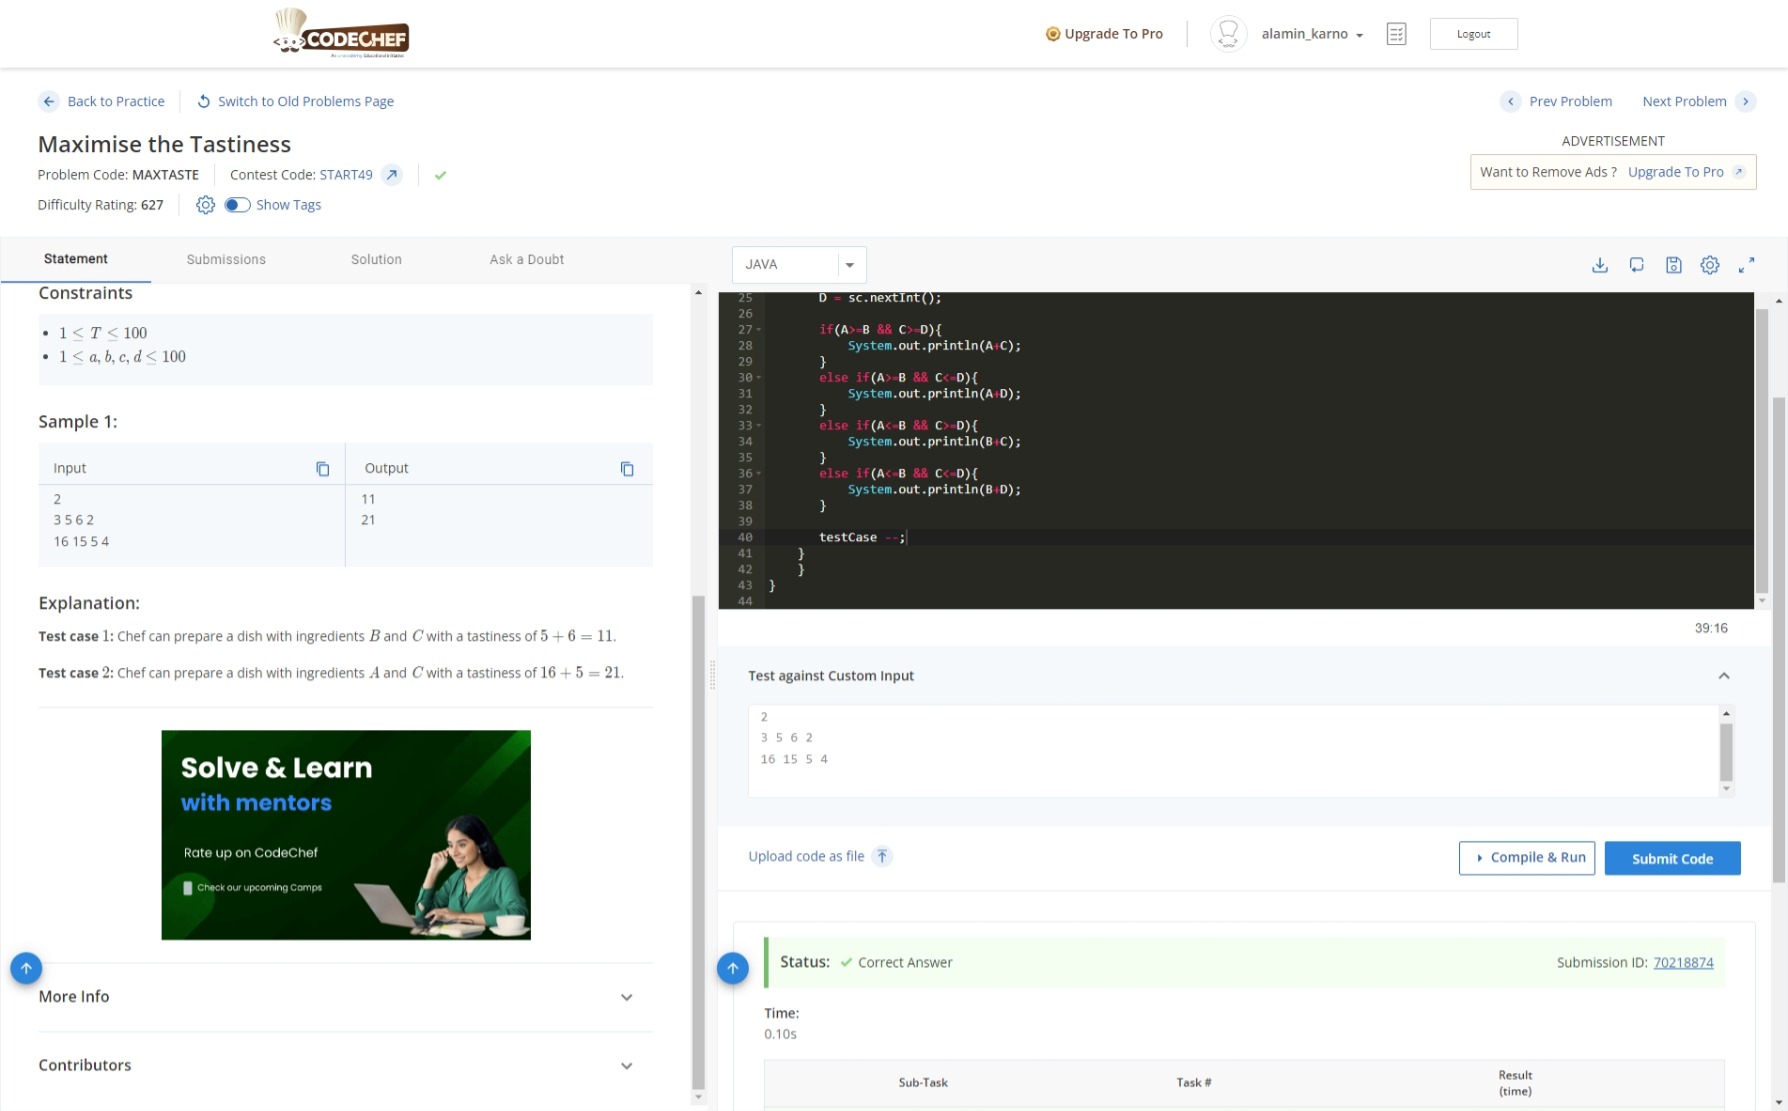 CODECHEF
Upgrade To Pro
alamin_karno
Logout
Back to Practice
Switch to Old Problems Page
Prev Problem
Next Problem
Maximise the Tastiness
ADVERTISEMENT
Problem Code: MAXTASTE
Contest Code: START49
Want to Remove Ads ? Upgrade To Pro
Difficulty Rating: 627
Show Tags
Statement
Submissions
Solution
Ask a Doubt
Constraints
• 1 ≤ T ≤ 100
• 1 ≤ a, b, c, d ≤ 100
Sample 1:
Input
Output
2
11
3 5 6 2
21
16 15 5 4
Explanation:
Test case 1: Chef can prepare a dish with ingredients B and C with a tastiness of 5 + 6 = 11.
Test case 2: Chef can prepare a dish with ingredients A and C with a tastiness of 16 + 5 = 21.
Solve & Learn
with mentors
Rate up on CodeChef
Check our upcoming Camps
More Info
Contributors
JAVA
25 D = sc.nextInt();
26
27 if(A>=B && C>=D){
28 System.out.println(A+C);
29 }
30 else if(A>=B && C<=D){
31 System.out.println(A+D);
32 }
33 else if(A<=B && C>=D){
34 System.out.println(B+C);
35 }
36 else if(A<=B && C<=D){
37 System.out.println(B+D);
38 }
39
40 testCase --;
41 }
42 }
43 }
44
39:16
Test against Custom Input
2
3 5 6 2
16 15 5 4
Upload code as file
Compile & Run
Submit Code
Status: Correct Answer
Submission ID: 70218874
Time:
0.10s
Sub-Task
Task #
Result
(time)